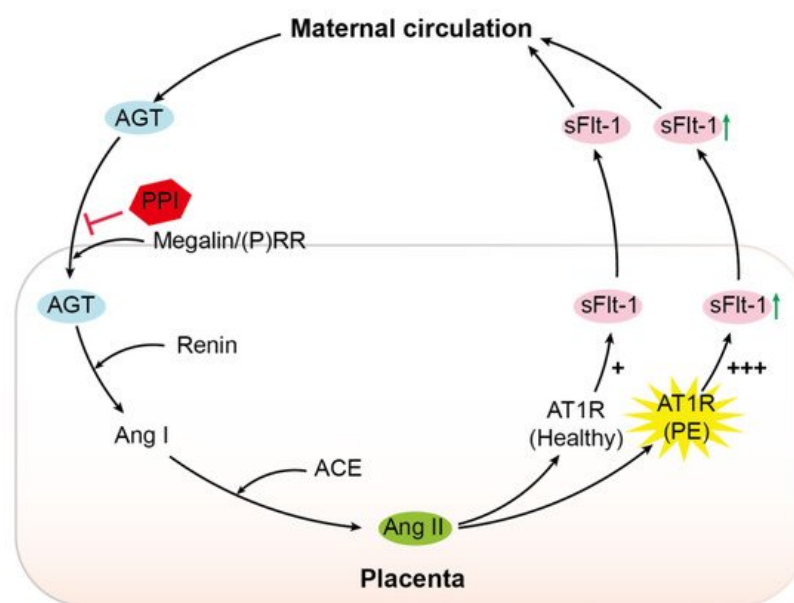 Maternal circulation
AGT
sFlt-1
sFlt-1
PPI
Megalin/(P)RR
AGT
sFlt-1
sFlt-1
Renin
+
+++
AT1R
(Healthy)
AT1R
(PE)
Ang I
ACE
Ang II
Placenta